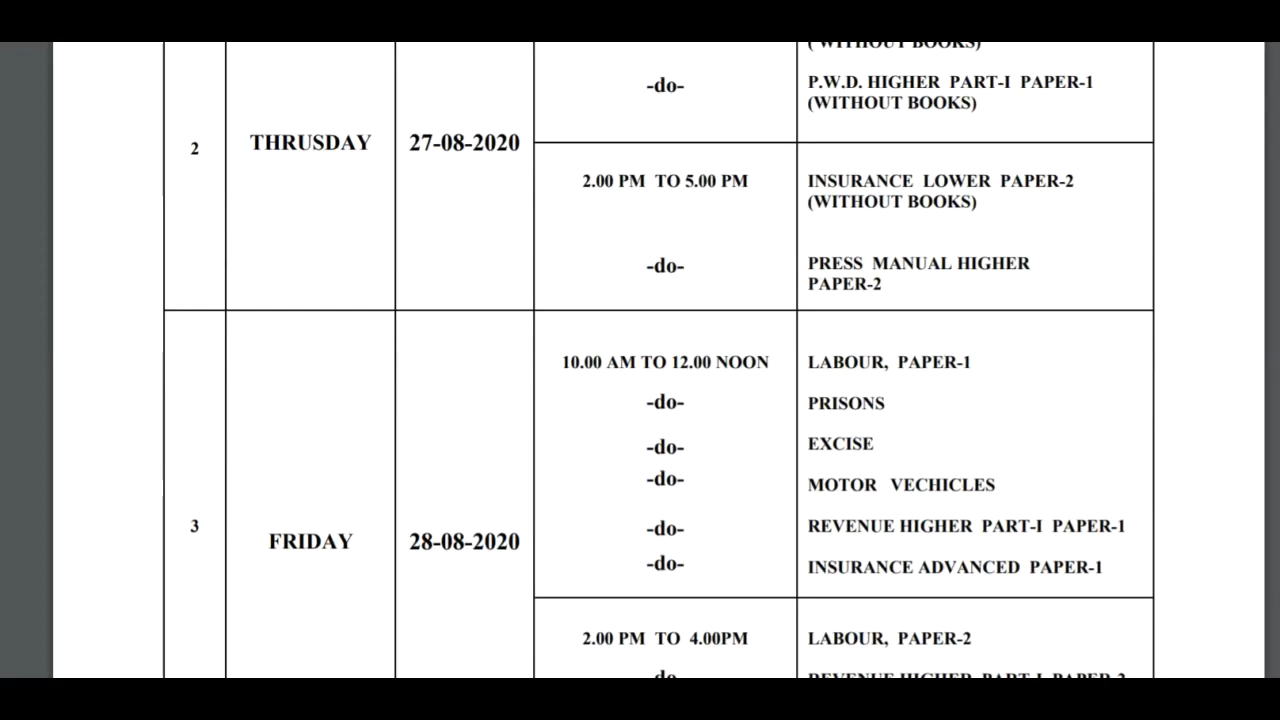 ( WITHOUT BOOKS)
-do- P.W.D. HIGHER PART-I PAPER-1
(WITHOUT BOOKS)
2 THRUSDAY 27-08-2020
2.00 PM TO 5.00 PM INSURANCE LOWER PAPER-2
(WITHOUT BOOKS)
-do- PRESS MANUAL HIGHER
PAPER-2
10.00 AM TO 12.00 NOON LABOUR, PAPER-1
-do- PRISONS
-do- EXCISE
-do- MOTOR VECHICLES
3 FRIDAY 28-08-2020
-do- REVENUE HIGHER PART-I PAPER-1
-do- INSURANCE ADVANCED PAPER-1
2.00 PM TO 4.00PM LABOUR, PAPER-2
-do- REVENUE HIGHER PART-I PAPER-2